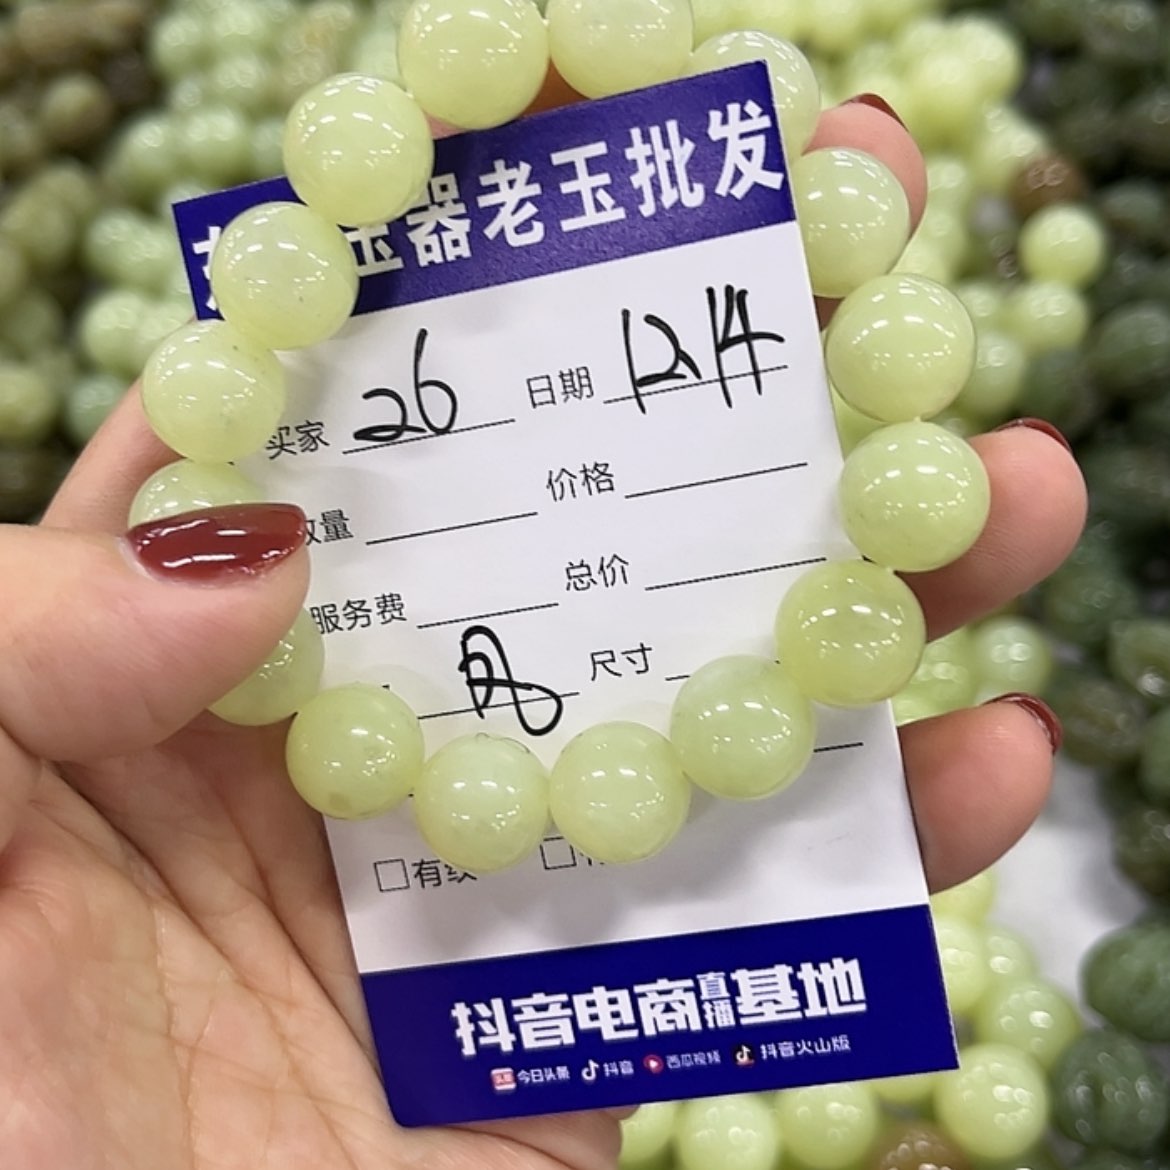 玉器老玉批发
买家 26 日期 12.14
数量 价格
服务费 总价
尺寸
□有纹
抖音电商直播基地
今日头条 抖音 西瓜视频 抖音火山版